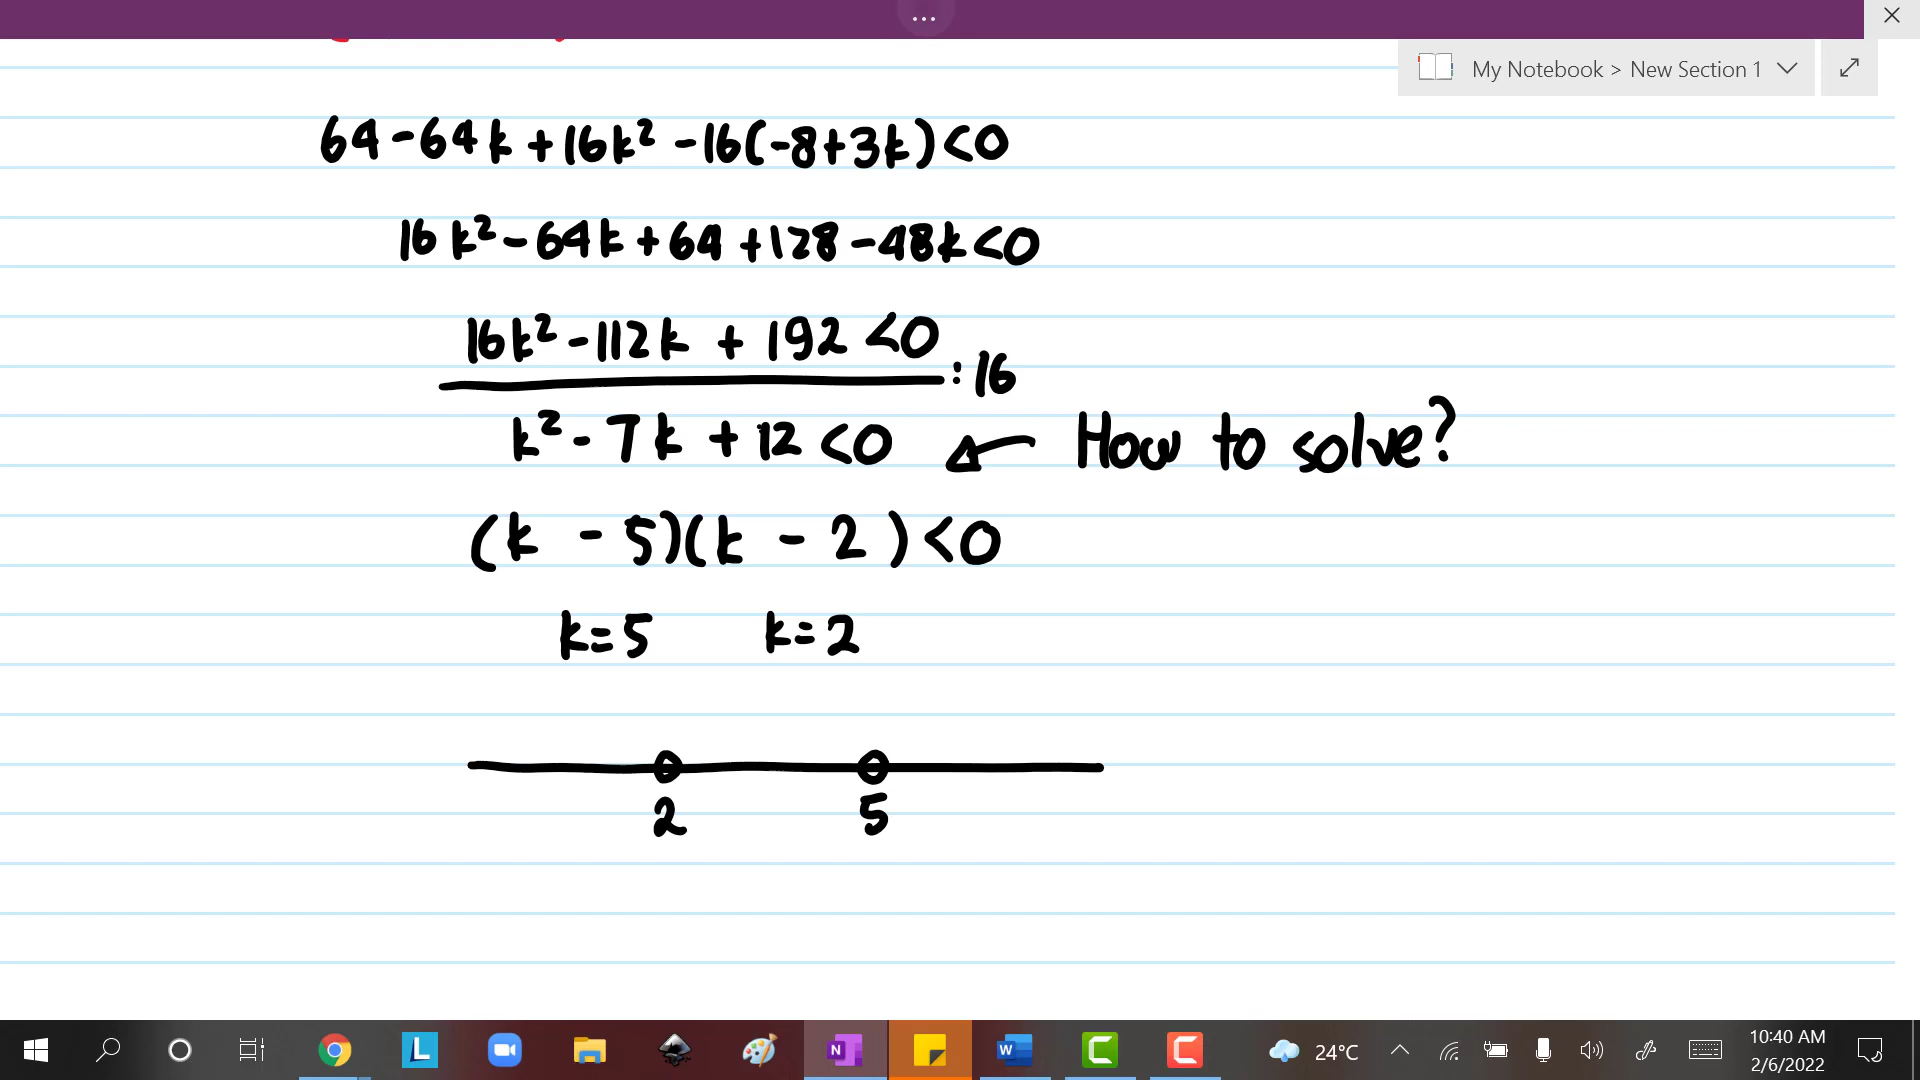 ...
My Notebook > New Section 1
64 - 64k + 16k² - 16(-8+3k) < 0
16k² - 64k + 64 + 128 - 48k < 0
16k² - 112k + 192 < 0
: 16
k² - 7k + 12 < 0 How to solve?
(k - 5)(k - 2) < 0
k = 5 k = 2
2 5
24°C
10:40 AM
2/6/2022